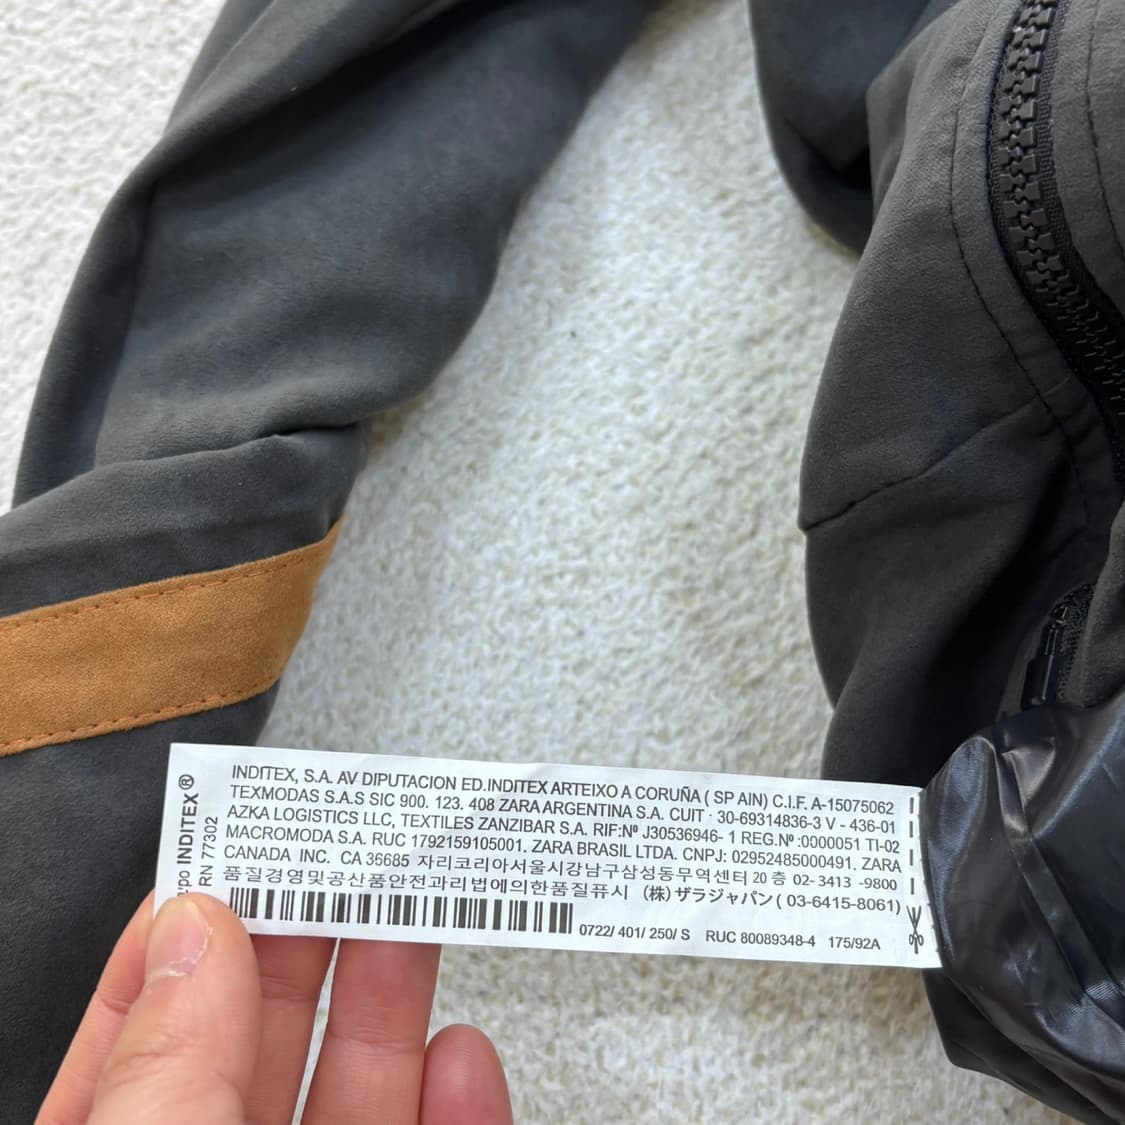 INDITEX®
RN 77302
INDITEX, S.A. AV DIPUTACION ED.INDITEX ARTEIXO A CORUÑA ( SP AIN) C.I.F. A-15075062
TEXMODAS S.A.S SIC 900. 123. 408 ZARA ARGENTINA S.A. CUIT · 30-69314836-3 V - 436-01
AZKA LOGISTICS LLC, TEXTILES ZANZIBAR S.A. RIF:Nº J30536946- 1 REG.Nº :0000051 TI-02
MACROMODA S.A. RUC 1792159105001. ZARA BRASIL LTDA. CNPJ: 02952485000491. ZARA
CANADA INC. CA 36685 자리코리아서울시강남구삼성동무역센터 20 층 02- 3413 -9800
품질경영및공산품안전과리법에의한품질퓨시 (株) ザラジャパン ( 03-6415-8061)
0722/ 401/ 250/ S RUC 80089348-4 175/92A